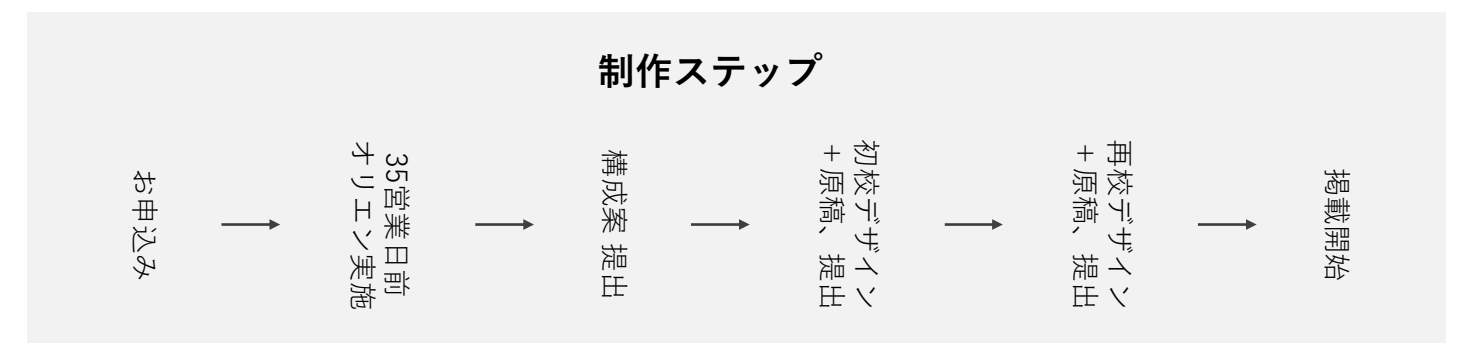 制作ステップ
お申込み
35営業日前
オリエン実施
構成案 提出
初校デザイン
＋原稿、提出
再校デザイン
＋原稿、提出
掲載開始